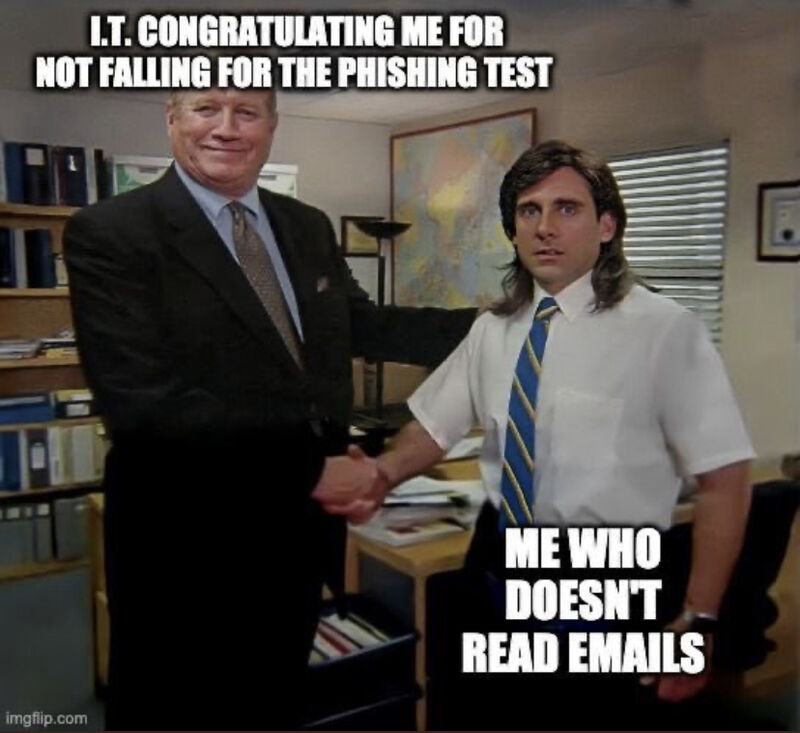 I.T. CONGRATULATING ME FOR
NOT FALLING FOR THE PHISHING TEST
ME WHO
DOESN'T
READ EMAILS
imgflip.com